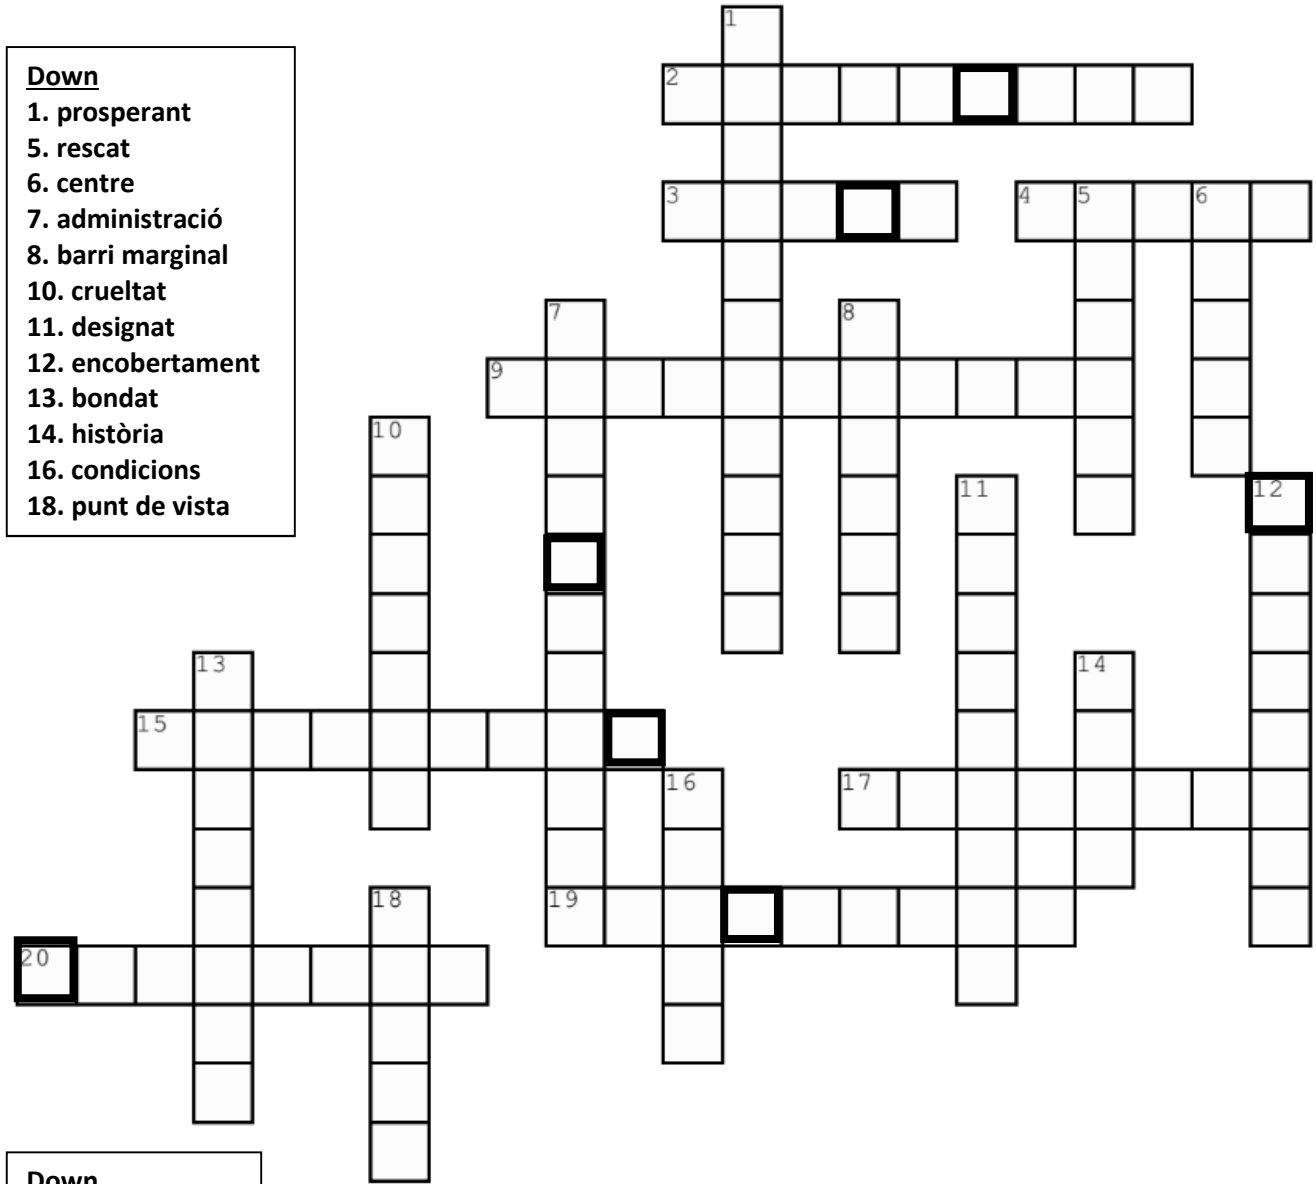 Down
1. prosperant
5. rescat
6. centre
7. administració
8. barri marginal
10. crueltat
11. designat
12. encobertament
13. bondat
14. història
16. condicions
18. punt de vista
1
2
3
4 5 6
7
8
9
10
11
12
13
14
15
16
17
18
19
20
Down